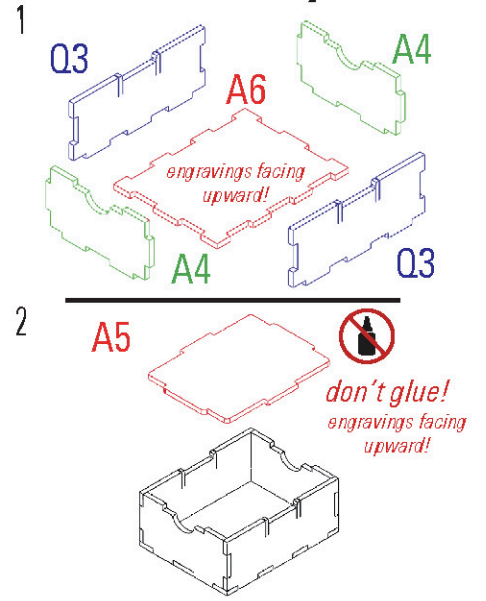 1
Q3
A4
A6
engravings facing
upward!
A4
Q3
2
A5
don't glue!
engravings facing
upward!